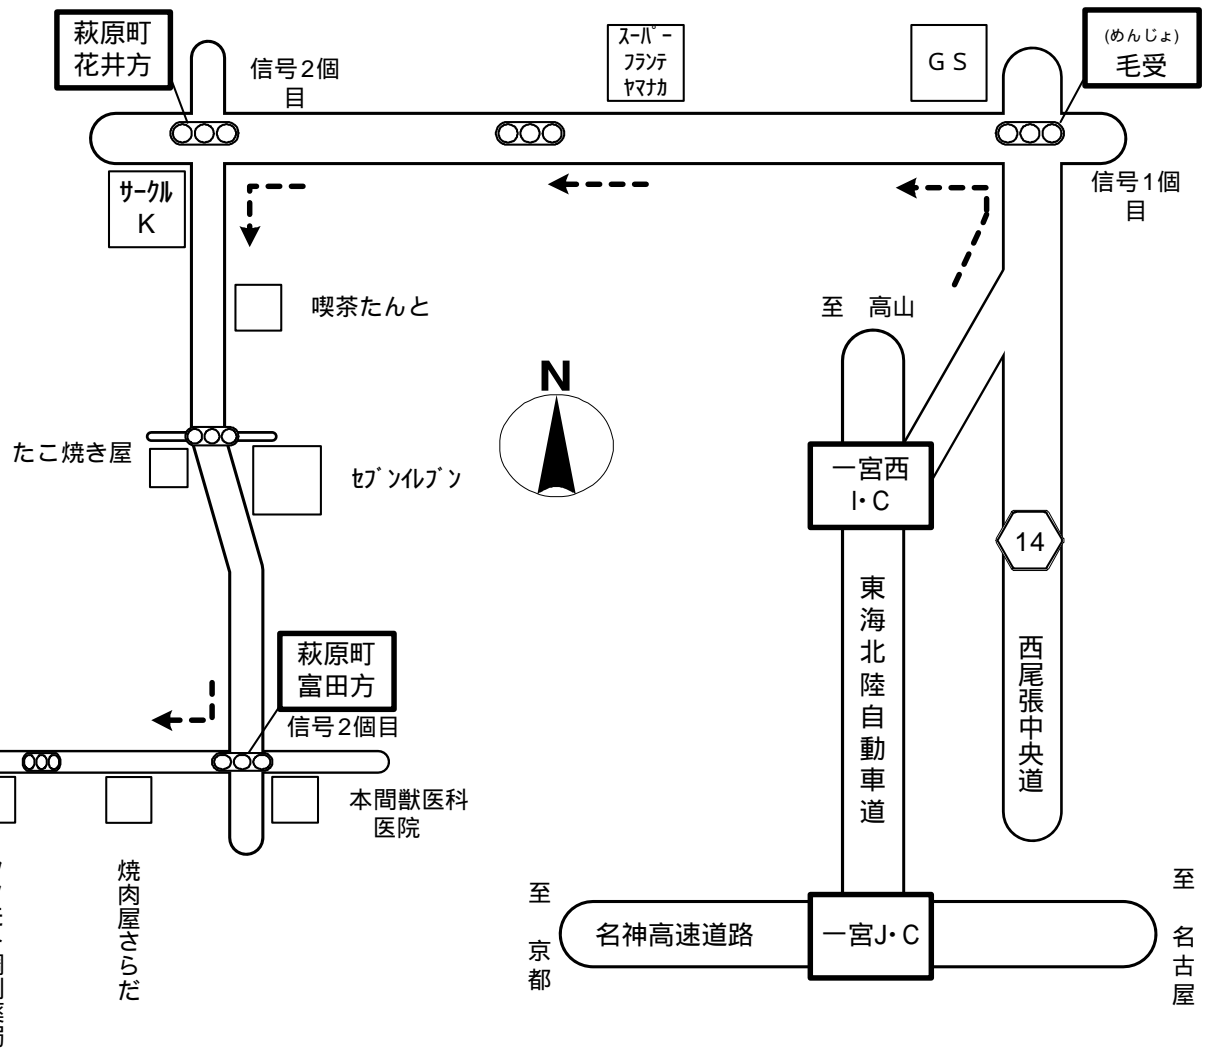 萩原町
花井方
信号2個
目
スーパー
フランテ
ヤマナカ
GS
(めんじょ)
毛受
サークル
K
信号1個
目
喫茶たんと
至 高山
N
たこ焼き屋
セブンイレブン
一宮西
I・C
14
東海北陸自動車道
西尾張中央道
萩原町
富田方
信号2個目
本間獣医科
医院
焼肉屋さらだ
至 京都
名神高速道路
一宮J・C
至 名古屋